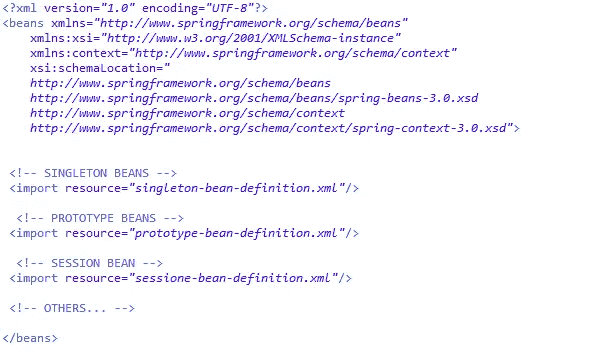 <?xml version="1.0" encoding="UTF-8"?>
<beans xmlns="http://www.springframework.org/schema/beans"
xmlns:xsi="http://www.w3.org/2001/XMLSchema-instance"
xmlns:context="http://www.springframework.org/schema/context"
xsi:schemaLocation="
http://www.springframework.org/schema/beans
http://www.springframework.org/schema/beans/spring-beans-3.0.xsd
http://www.springframework.org/schema/context
http://www.springframework.org/schema/context/spring-context-3.0.xsd">
<!-- SINGLETON BEANS -->
<import resource="singleton-bean-definition.xml"/>
<!-- PROTOTYPE BEANS -->
<import resource="prototype-bean-definition.xml"/>
<!-- SESSION BEAN -->
<import resource="sessione-bean-definition.xml"/>
<!-- OTHERS... -->
</beans>